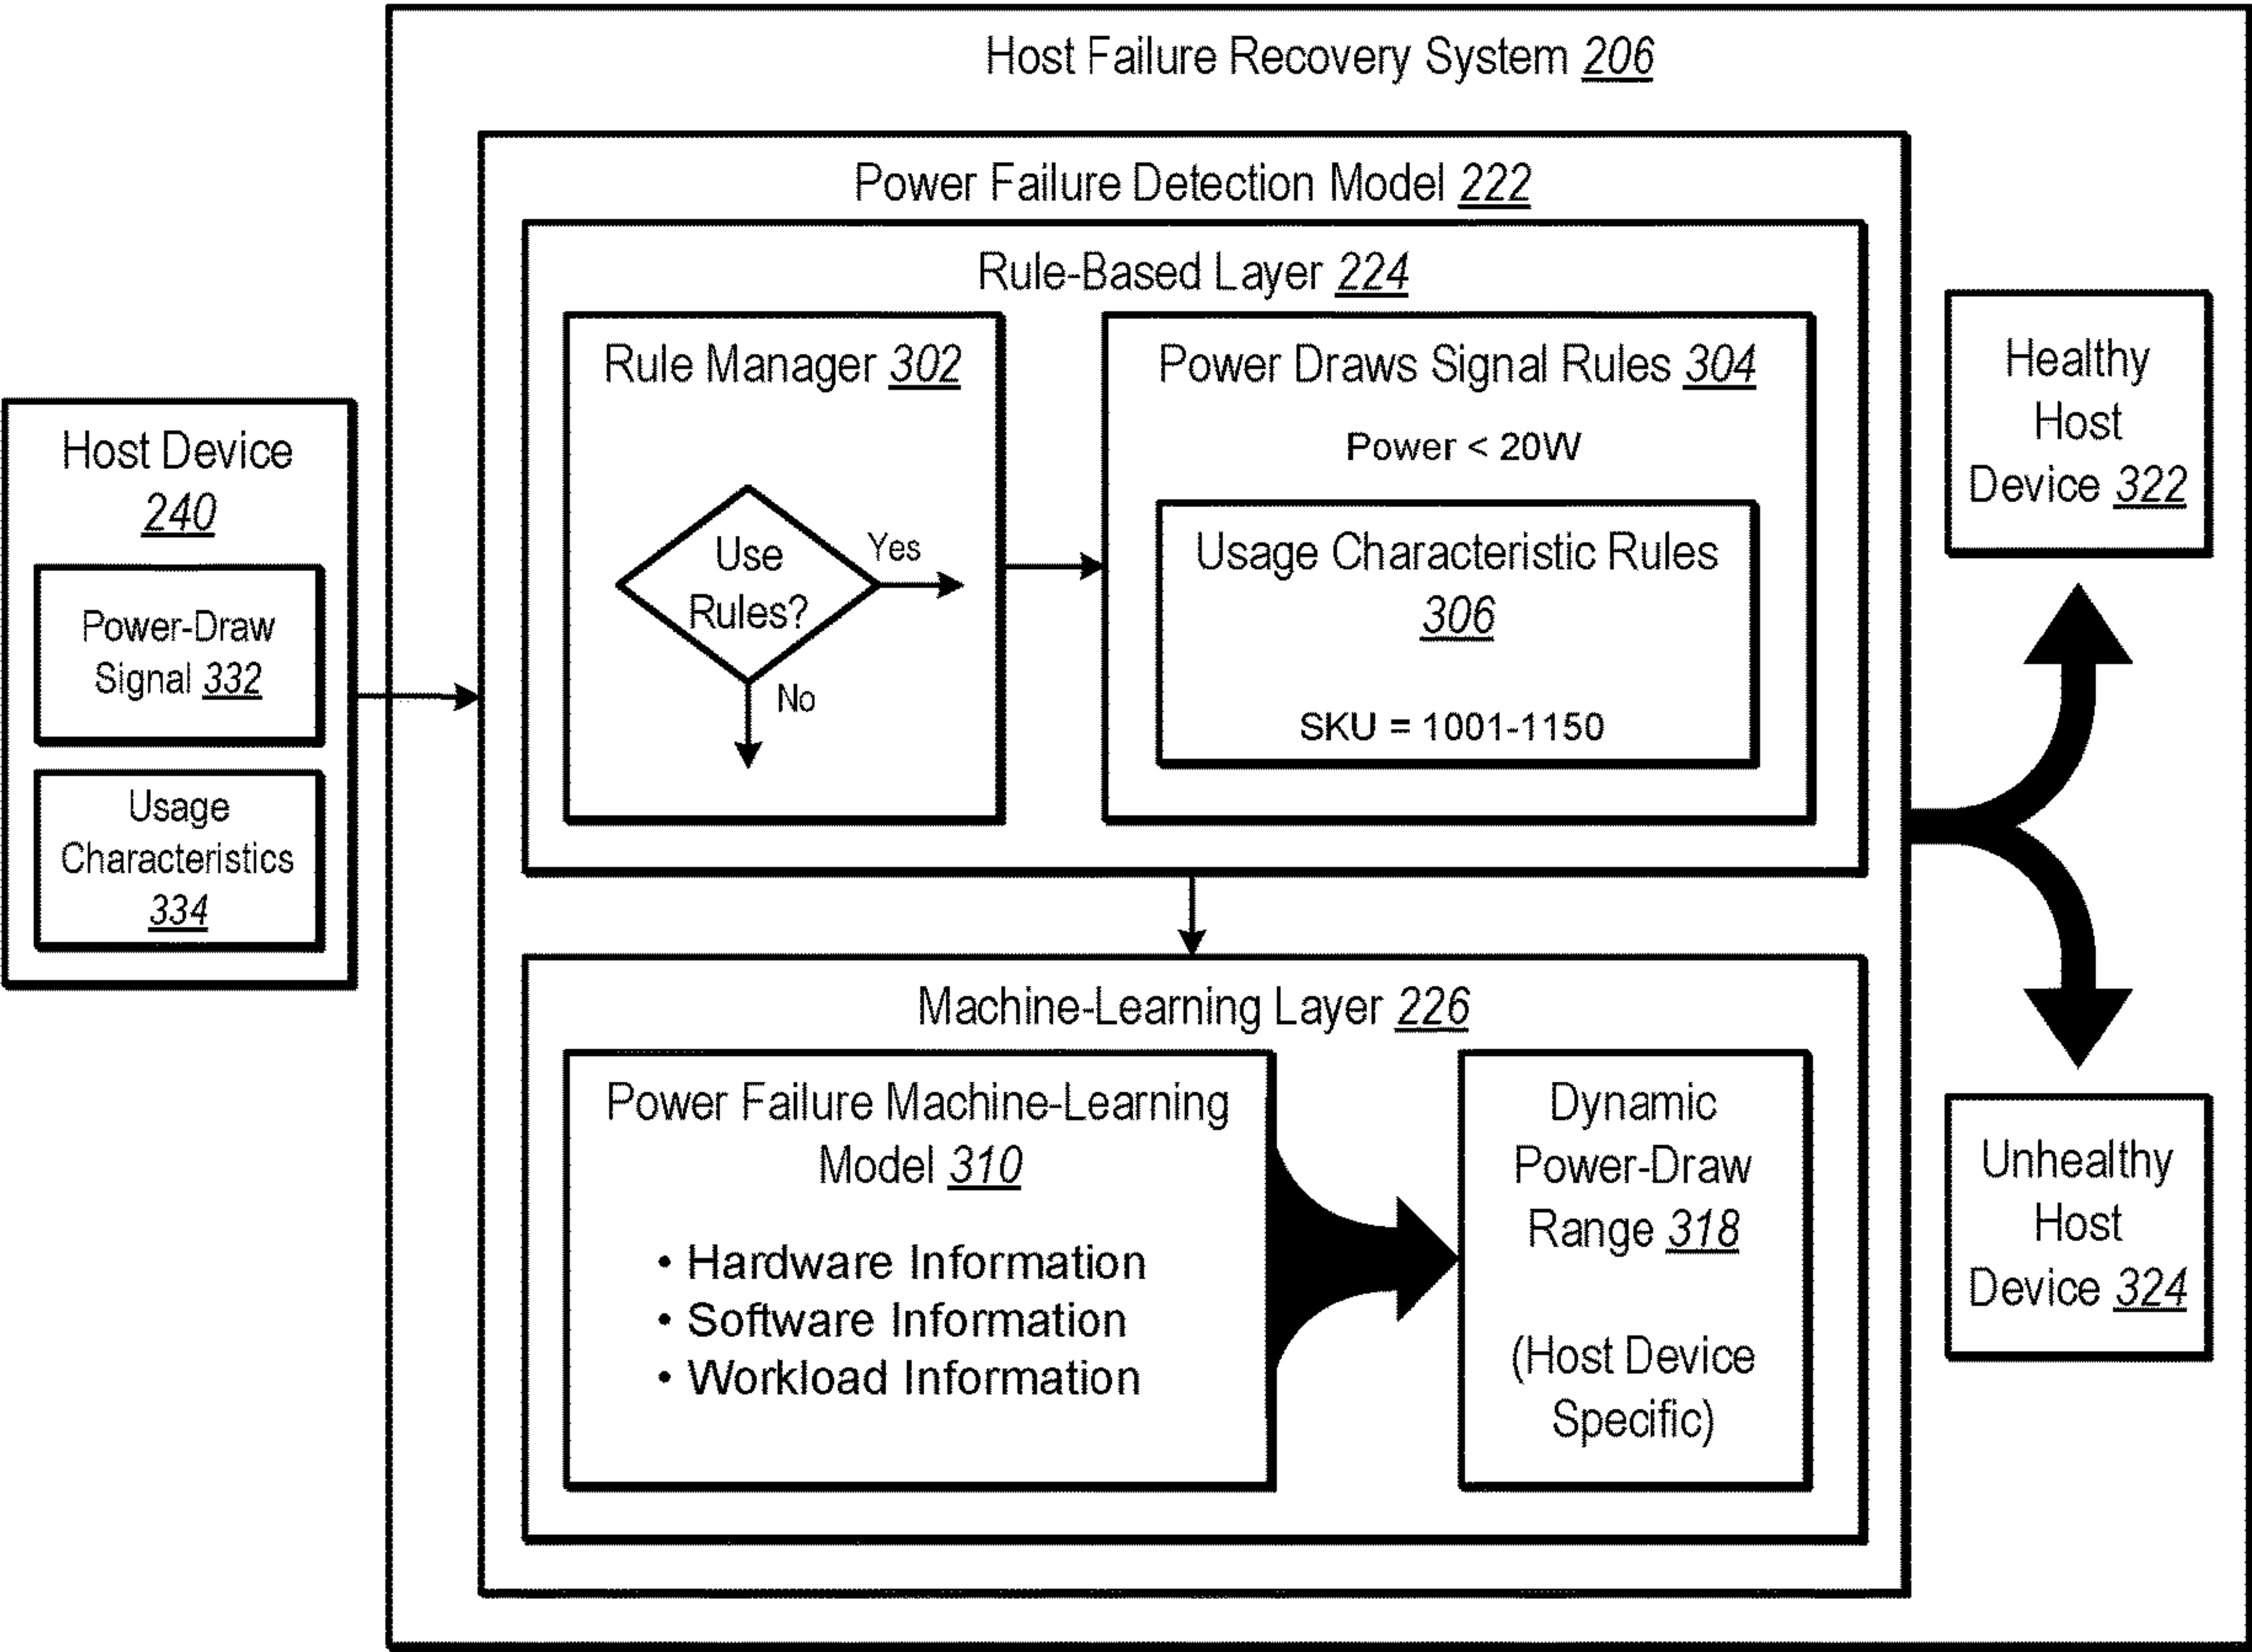 Host Failure Recovery System 206
Power Failure Detection Model 222
Rule-Based Layer 224
Rule Manager 302
Use
Rules?
Yes
No
Power Draws Signal Rules 304
Power < 20W
Usage Characteristic Rules
306
SKU = 1001-1150
Host Device
240
Power-Draw
Signal 332
Usage
Characteristics
334
Machine-Learning Layer 226
Power Failure Machine-Learning
Model 310
• Hardware Information
• Software Information
• Workload Information
Dynamic
Power-Draw
Range 318
(Host Device
Specific)
Healthy
Host
Device 322
Unhealthy
Host
Device 324